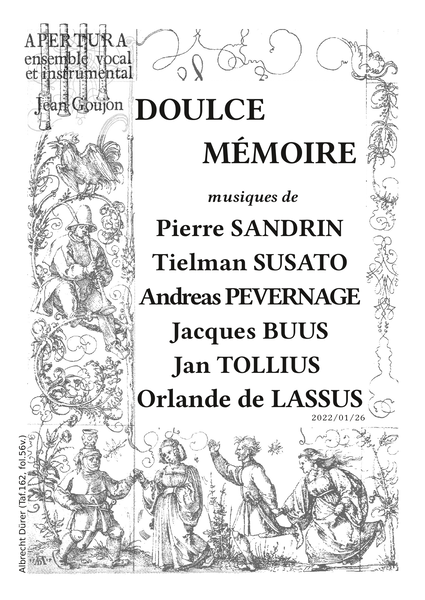 APERTURA
ensemble vocal
et instrumental
Jean Goujon
DOULCE
MÉMOIRE
musiques de
Pierre SANDRIN
Tielman SUSATO
Andreas PEVERNAGE
Jacques BUUS
Jan TOLLIUS
Orlande de LASSUS
2022/01/26
Albrecht Dürer (Taf.162, fol.56v.)